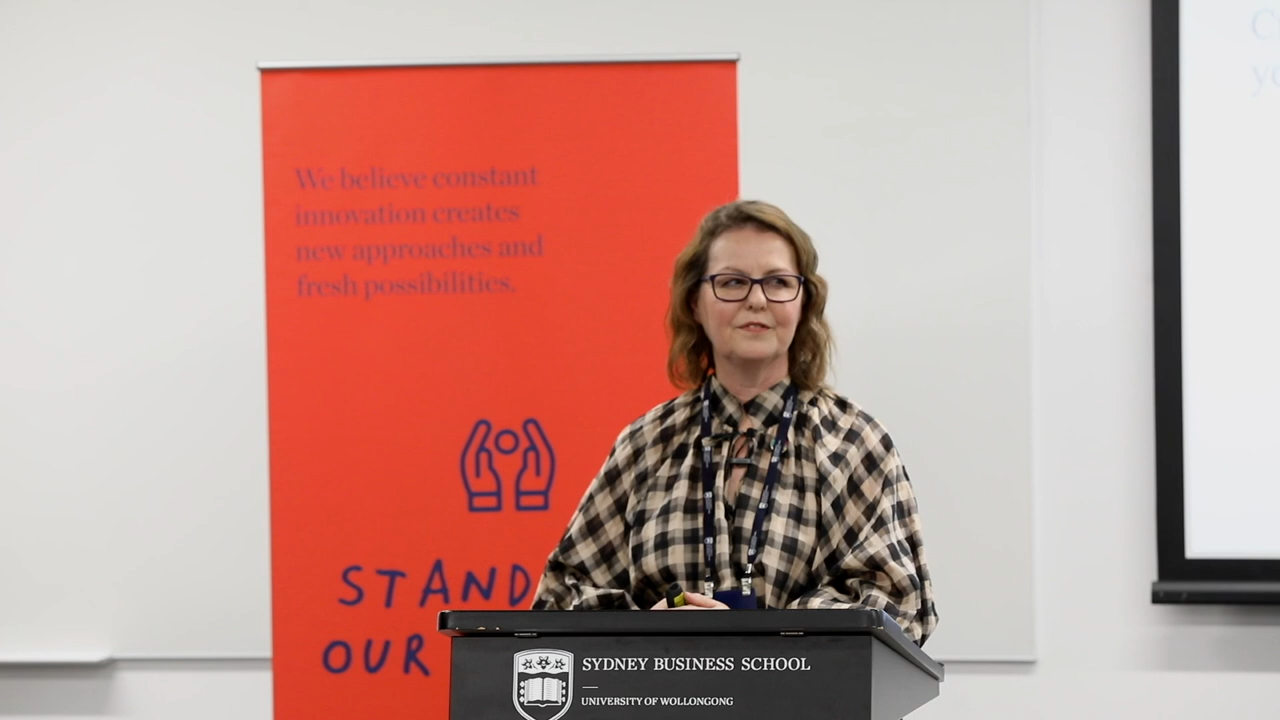 We believe constant
innovation creates
new approaches and
fresh possibilities.
STAND
OUR
SYDNEY BUSINESS SCHOOL
UNIVERSITY OF WOLLONGONG